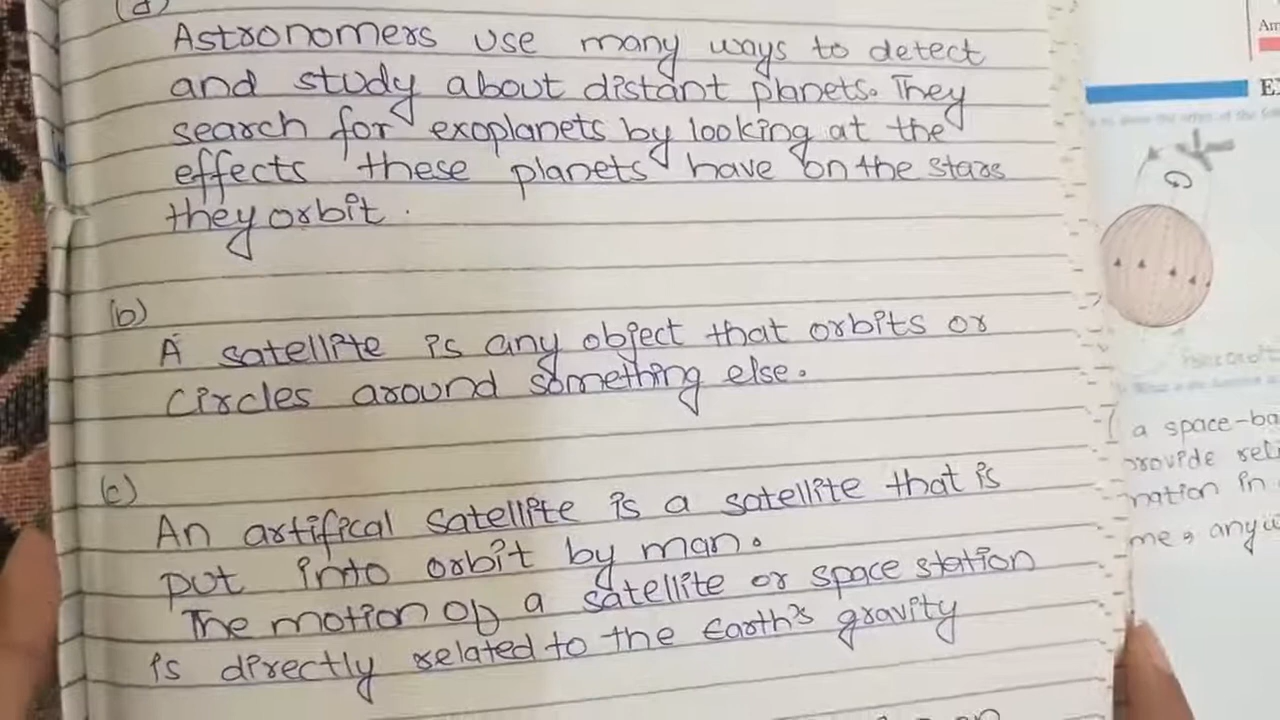 (a)
Astronomers use many ways to detect
and study about distant planets. They
search for exoplanets by looking at the
effects these planets have on the stars
they orbit.
(b)
A satellite is any object that orbits or
circles around something else.
(c)
An artifical satellite is a satellite that is
put into orbit by man.
The motion of a satellite or space station
is directly related to the Earth's gravity
a space-ba
provide reli
mation in
me, any